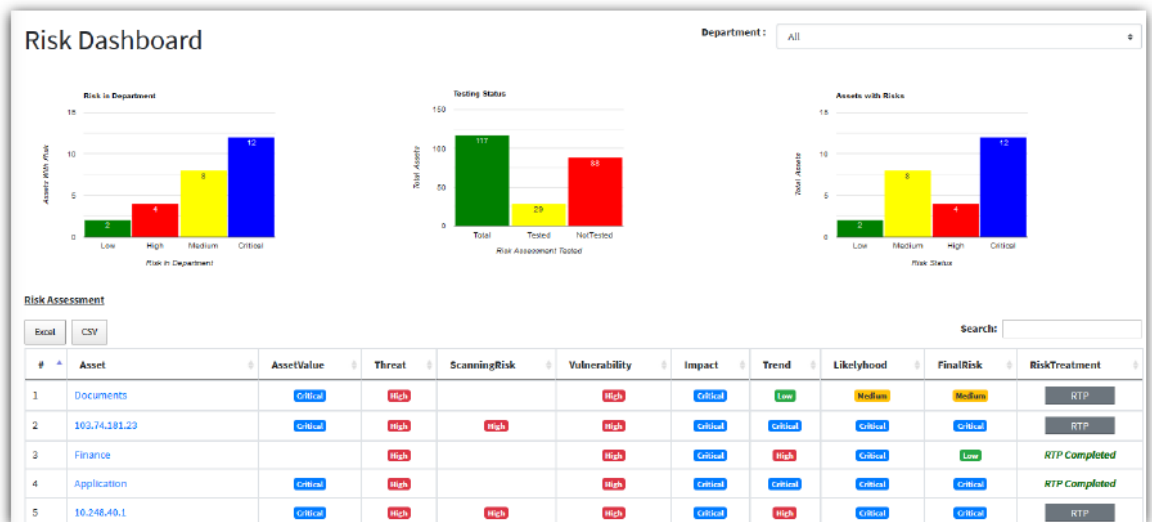 Risk Dashboard
Department : All
Risk in Department
15
10
5
0
Assets With Risk
2
4
8
12
Low High Medium Critical
Risk in Department
Testing Status
150
100
50
0
Total Assets
117
29
88
Total Tested NotTested
Risk Assessment Tested
Assets with Risks
15
10
5
0
Total Assets
2
8
4
12
Low Medium High Critical
Risk Status
Risk Assessment
Excel CSV Search:
# Asset AssetValue Threat ScanningRisk Vulnerability Impact Trend Likelyhood FinalRisk RiskTreatment
1 Documents Critical High High Critical Low Medium Medium RTP
2 103.74.181.23 Critical High High High Critical Critical Critical Critical RTP
3 Finance High High Critical High Critical Low RTP Completed
4 Application Critical High High Critical Critical Critical Critical RTP Completed
5 10.248.40.1 Critical High High High Critical High Critical Critical RTP